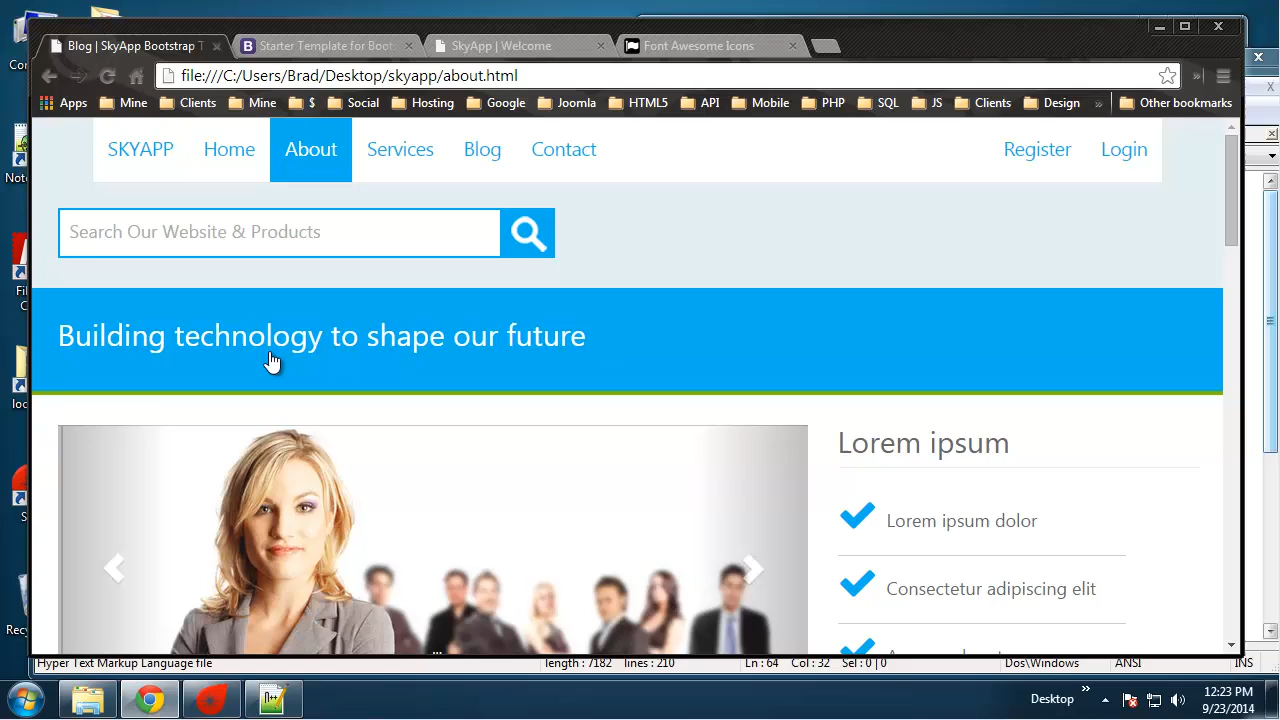 Blog | SkyApp Bootstrap T
Starter Template for Boot
SkyApp | Welcome
Font Awesome Icons
file:///C:/Users/Brad/Desktop/skyapp/about.html
Apps Mine Clients Mine $ Social Hosting Google Joomla HTML5 API Mobile PHP SQL JS Clients Design » Other bookmarks
SKYAPP Home About Services Blog Contact Register Login
Search Our Website & Products
Building technology to shape our future
Lorem ipsum
Lorem ipsum dolor
Consectetur adipiscing elit
Hyper Text Markup Language file length : 7182 lines : 210 Ln : 64 Col : 32 Sel : 0 | 0 Dos\Windows ANSI INS
Desktop »
12:23 PM
9/23/2014